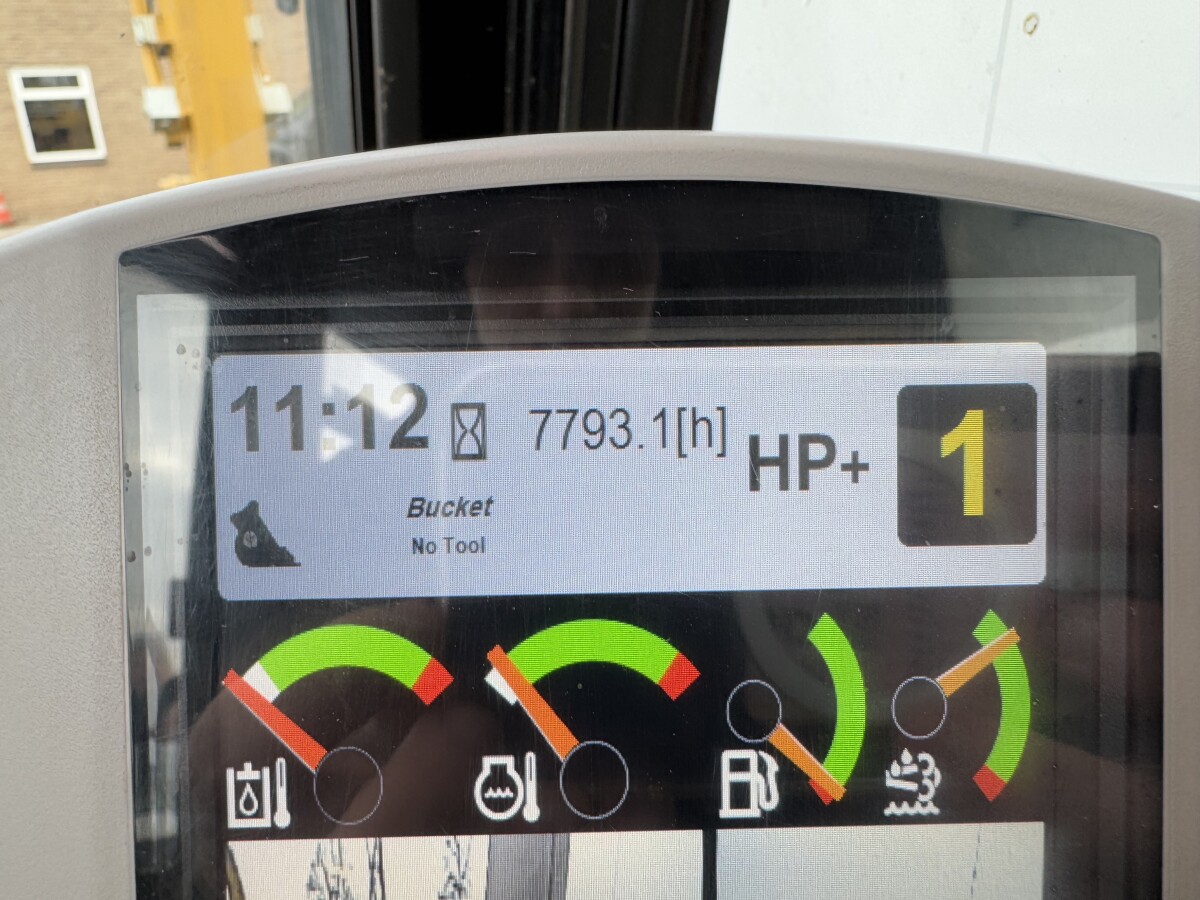 11:12 7793.1[h] HP+ 1
Bucket
No Tool